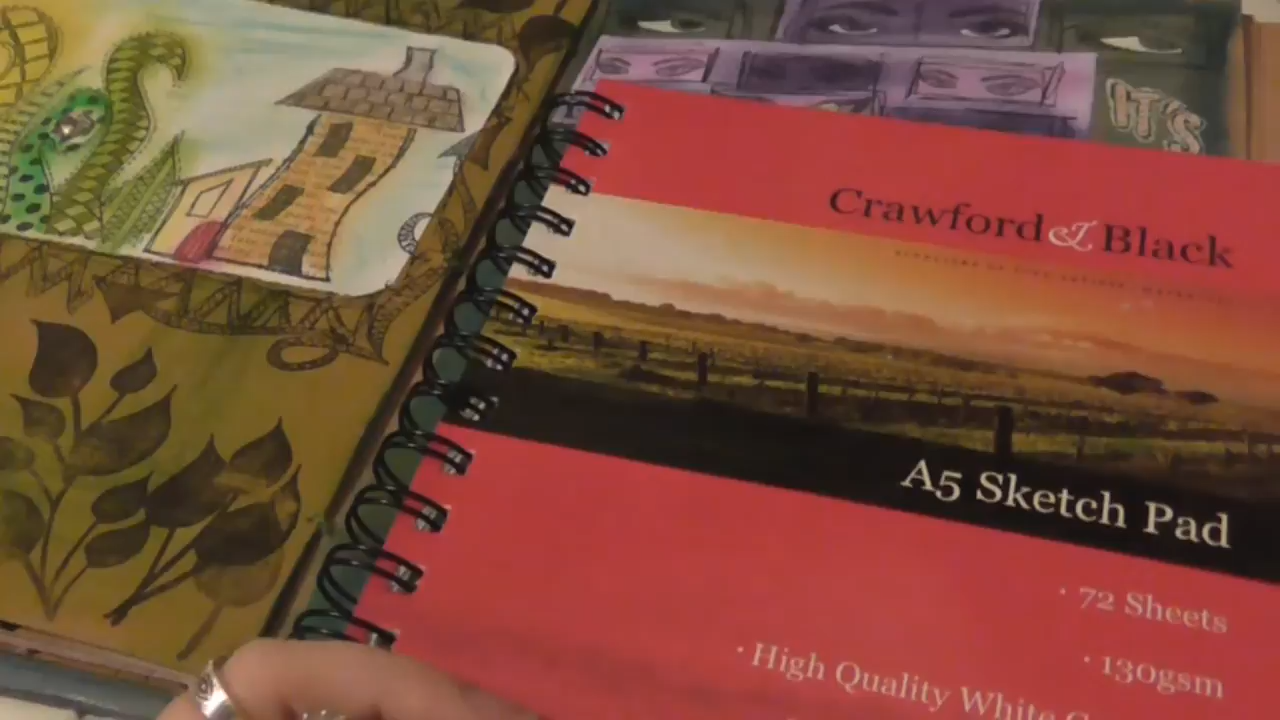 IT'S
Crawford & Black
A5 Sketch Pad
· 72 Sheets
· 130gsm
· High Quality White